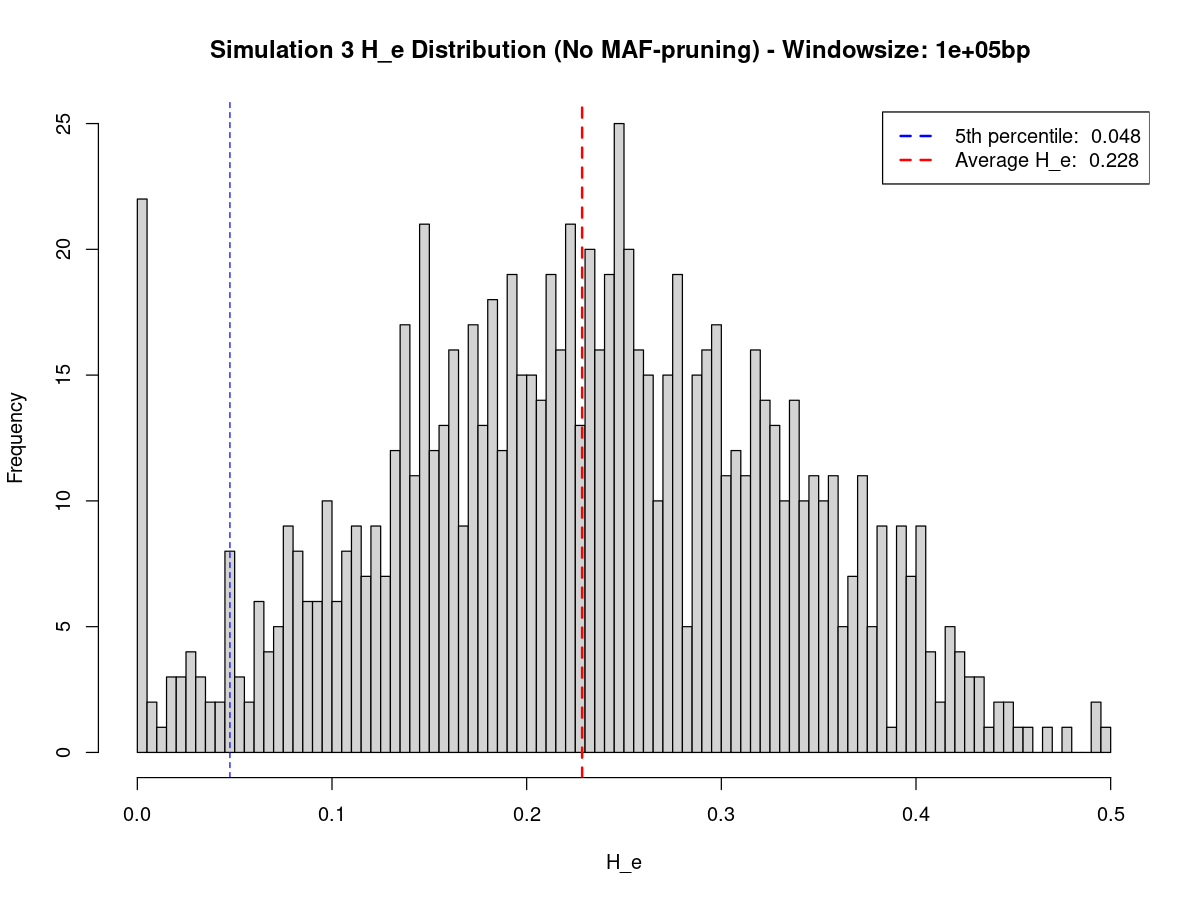 Simulation 3 H_e Distribution (No MAF-pruning) - Windowsize: 1e+05bp
5th percentile: 0.048
Average H_e: 0.228
Frequency
25
20
15
10
5
0
0.0 0.1 0.2 0.3 0.4 0.5
H_e